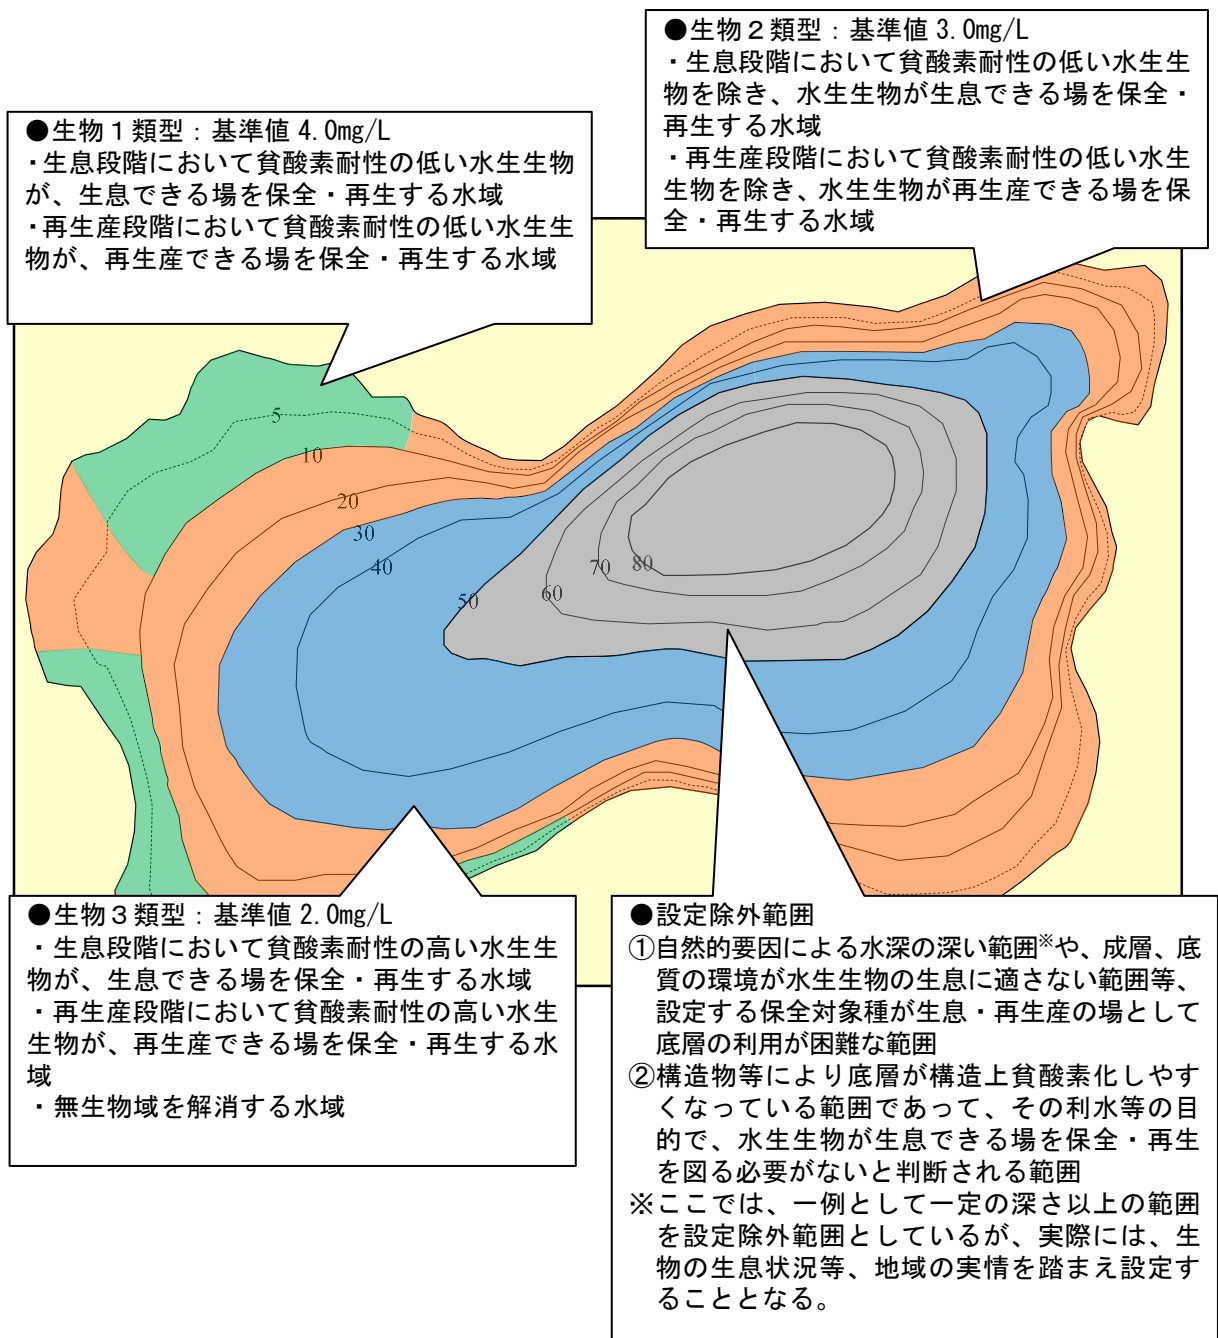 ●生物２類型：基準値 3.0mg/L
・生息段階において貧酸素耐性の低い水生生
物を除き、水生生物が生息できる場を保全・
再生する水域
・再生産段階において貧酸素耐性の低い水生
生物を除き、水生生物が再生産できる場を保
全・再生する水域
●生物１類型：基準値 4.0mg/L
・生息段階において貧酸素耐性の低い水生生物
が、生息できる場を保全・再生する水域
・再生産段階において貧酸素耐性の低い水生生
物が、再生産できる場を保全・再生する水域
5
10
20
30
40
50
60
70
80
●生物３類型：基準値 2.0mg/L
・生息段階において貧酸素耐性の高い水生生
物が、生息できる場を保全・再生する水域
・再生産段階において貧酸素耐性の高い水生
生物が、再生産できる場を保全・再生する水
域
・無生物域を解消する水域
●設定除外範囲
①自然的要因による水深の深い範囲※や、成層、底
質の環境が水生生物の生息に適さない範囲等、
設定する保全対象種が生息・再生産の場として
底層の利用が困難な範囲
②構造物等により底層が構造上貧酸素化しやす
くなっている範囲であって、その利水等の目
的で、水生生物が生息できる場を保全・再生
を図る必要がないと判断される範囲
※ここでは、一例として一定の深さ以上の範囲
を設定除外範囲としているが、実際には、生
物の生息状況等、地域の実情を踏まえ設定す
ることとなる。